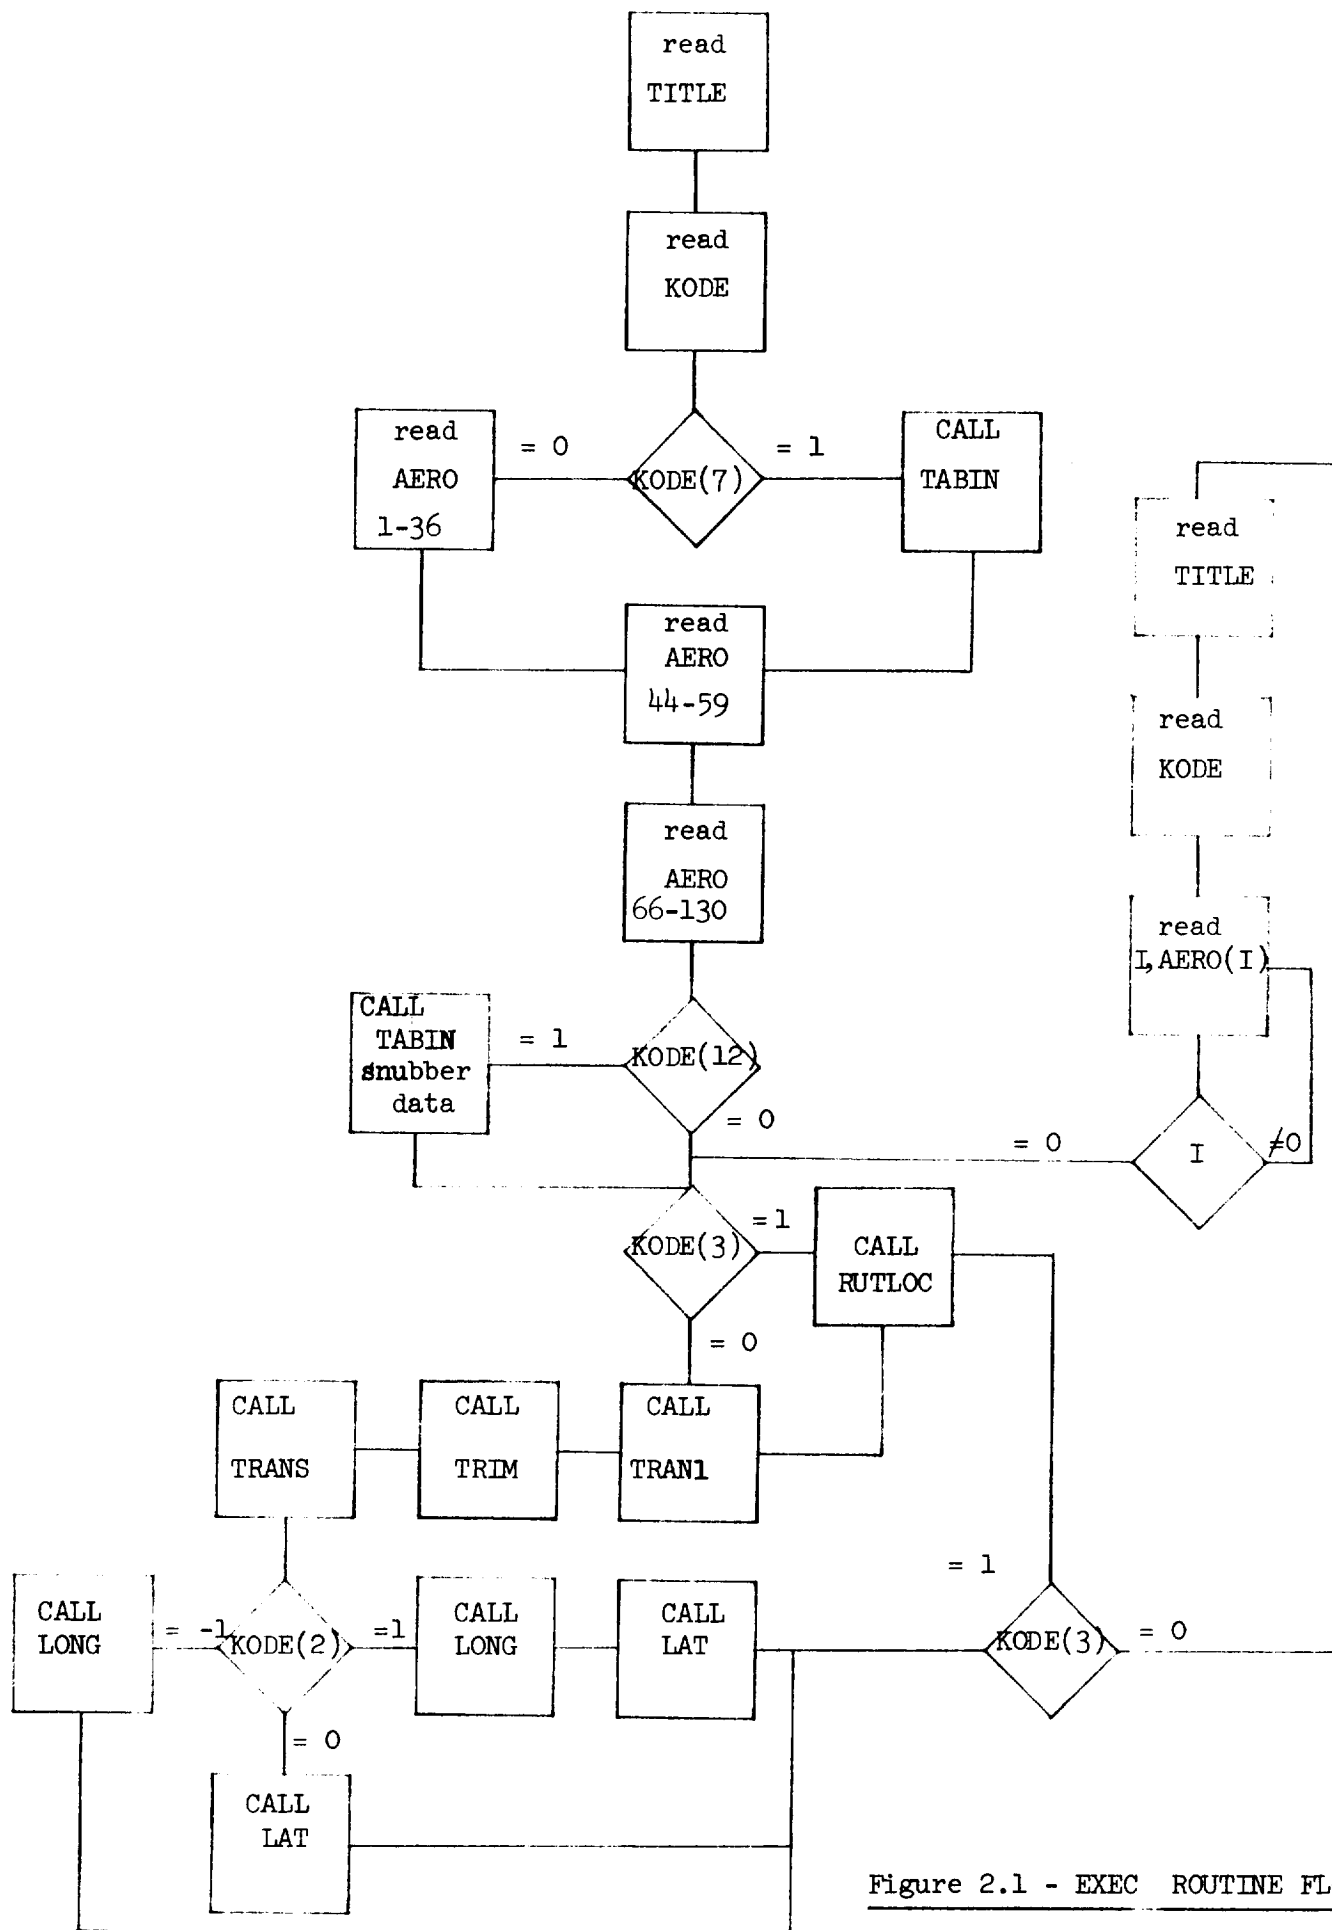 read
TITLE
read
KODE
read
AERO
1-36
= 0
KODE(7)
= 1
CALL
TABIN
read
AERO
44-59
read
AERO
66-130
CALL
TABIN
snubber
data
= 1
KODE(12)
= 0
read
TITLE
read
KODE
read
I,AERO(I)
= 0
I
≠0
KODE(3)
=1
CALL
RUTLOC
= 0
CALL
TRANS
CALL
TRIM
CALL
TRAN1
CALL
LONG
= -1
KODE(2)
=1
CALL
LONG
CALL
LAT
= 1
KODE(3)
= 0
= 0
CALL
LAT
Figure 2.1 - EXEC ROUTINE FL